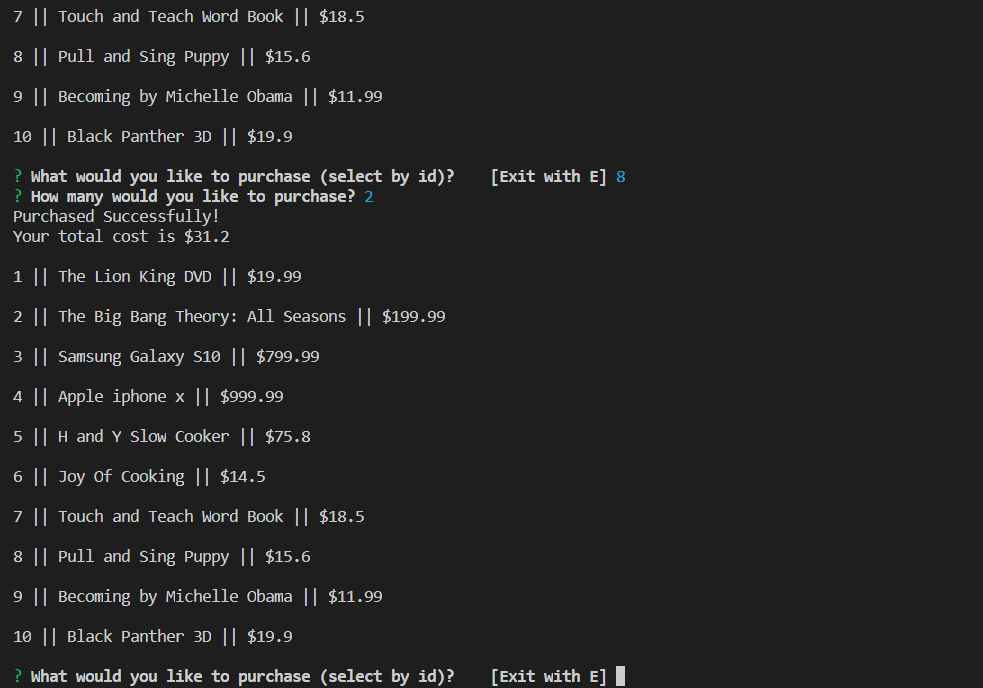 7 || Touch and Teach Word Book || $18.5
8 || Pull and Sing Puppy || $15.6
9 || Becoming by Michelle Obama || $11.99
10 || Black Panther 3D || $19.9
? What would you like to purchase (select by id)?    [Exit with E] 8
? How many would you like to purchase? 2
Purchased Successfully!
Your total cost is $31.2
1 || The Lion King DVD || $19.99
2 || The Big Bang Theory: All Seasons || $199.99
3 || Samsung Galaxy S10 || $799.99
4 || Apple iphone x || $999.99
5 || H and Y Slow Cooker || $75.8
6 || Joy Of Cooking || $14.5
7 || Touch and Teach Word Book || $18.5
8 || Pull and Sing Puppy || $15.6
9 || Becoming by Michelle Obama || $11.99
10 || Black Panther 3D || $19.9
? What would you like to purchase (select by id)?    [Exit with E]